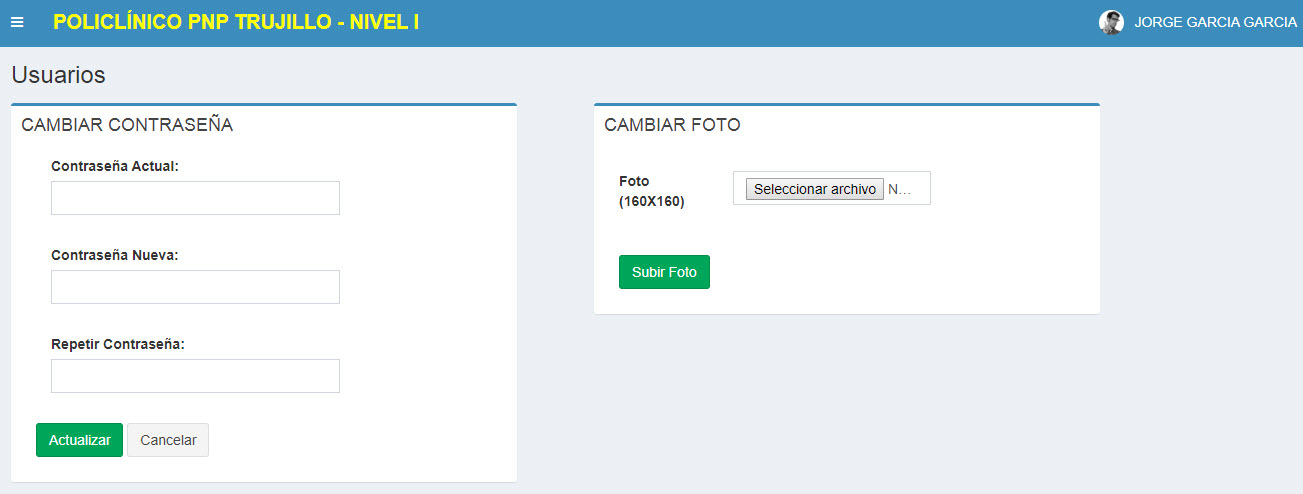 POLICLÍNICO PNP TRUJILLO - NIVEL I
JORGE GARCIA GARCIA
Usuarios
CAMBIAR CONTRASEÑA
Contraseña Actual:
Contraseña Nueva:
Repetir Contraseña:
Actualizar
Cancelar
CAMBIAR FOTO
Foto
(160X160)
Seleccionar archivo N...
Subir Foto